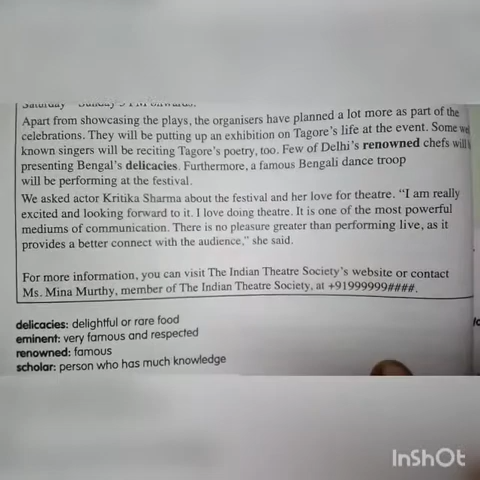 Saturday - Sunday 5 PM onwards.
Apart from showcasing the plays, the organisers have planned a lot more as part of the
celebrations. They will be putting up an exhibition on Tagore's life at the event. Some
known singers will be reciting Tagore's poetry, too. Few of Delhi's renowned chefs will
presenting Bengal's delicacies. Furthermore, a famous Bengali dance troop
will be performing at the festival.
We asked actor Kritika Sharma about the festival and her love for theatre. "I am really
excited and looking forward to it. I love doing theatre. It is one of the most powerful
mediums of communication. There is no pleasure greater than performing live, as it
provides a better connect with the audience," she said.
For more information, you can visit The Indian Theatre Society's website or contact
Ms. Mina Murthy, member of The Indian Theatre Society, at +91999999####.
delicacies: delightful or rare food
eminent: very famous and respected
renowned: famous
scholar: person who has much knowledge
InShOt